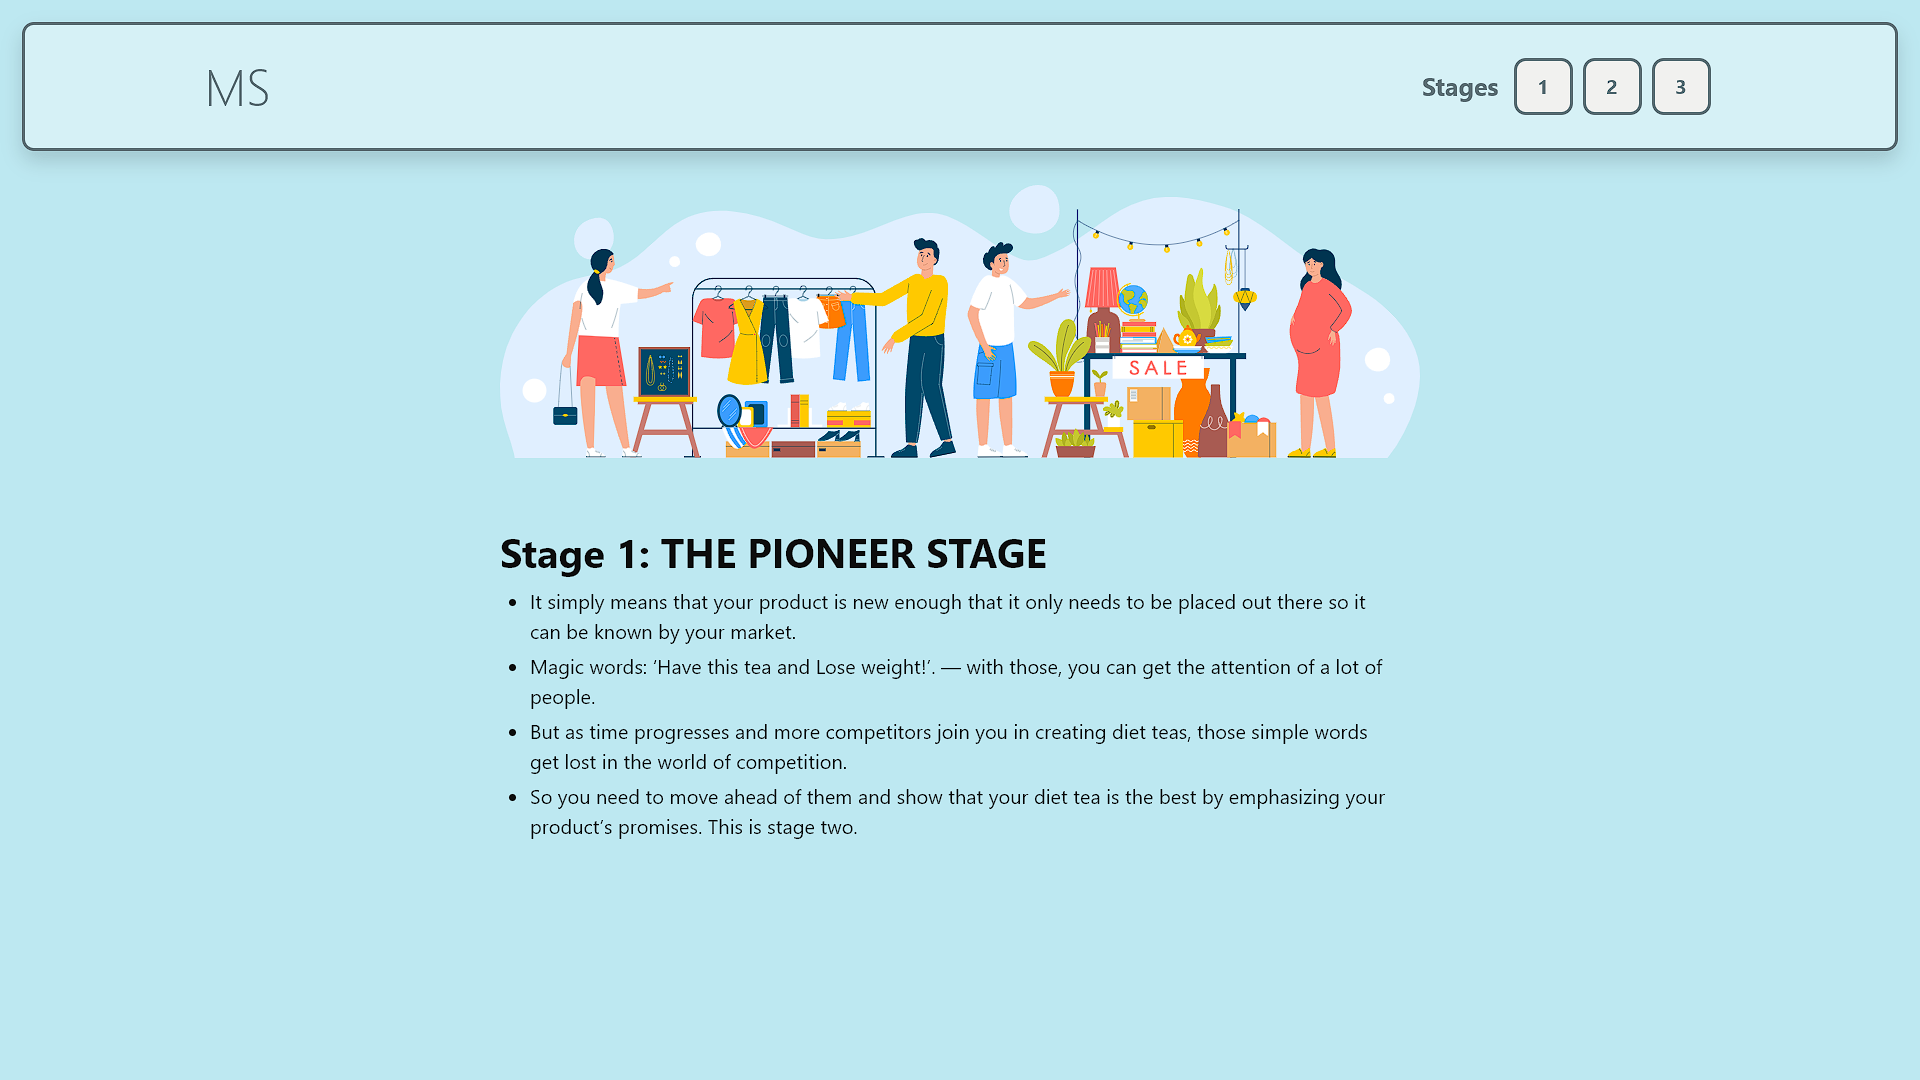 MS
Stages 1 2 3
SALE
Stage 1: THE PIONEER STAGE
• It simply means that your product is new enough that it only needs to be placed out there so it
can be known by your market.
• Magic words: ‘Have this tea and Lose weight!’. — with those, you can get the attention of a lot of
people.
• But as time progresses and more competitors join you in creating diet teas, those simple words
get lost in the world of competition.
• So you need to move ahead of them and show that your diet tea is the best by emphasizing your
product’s promises. This is stage two.